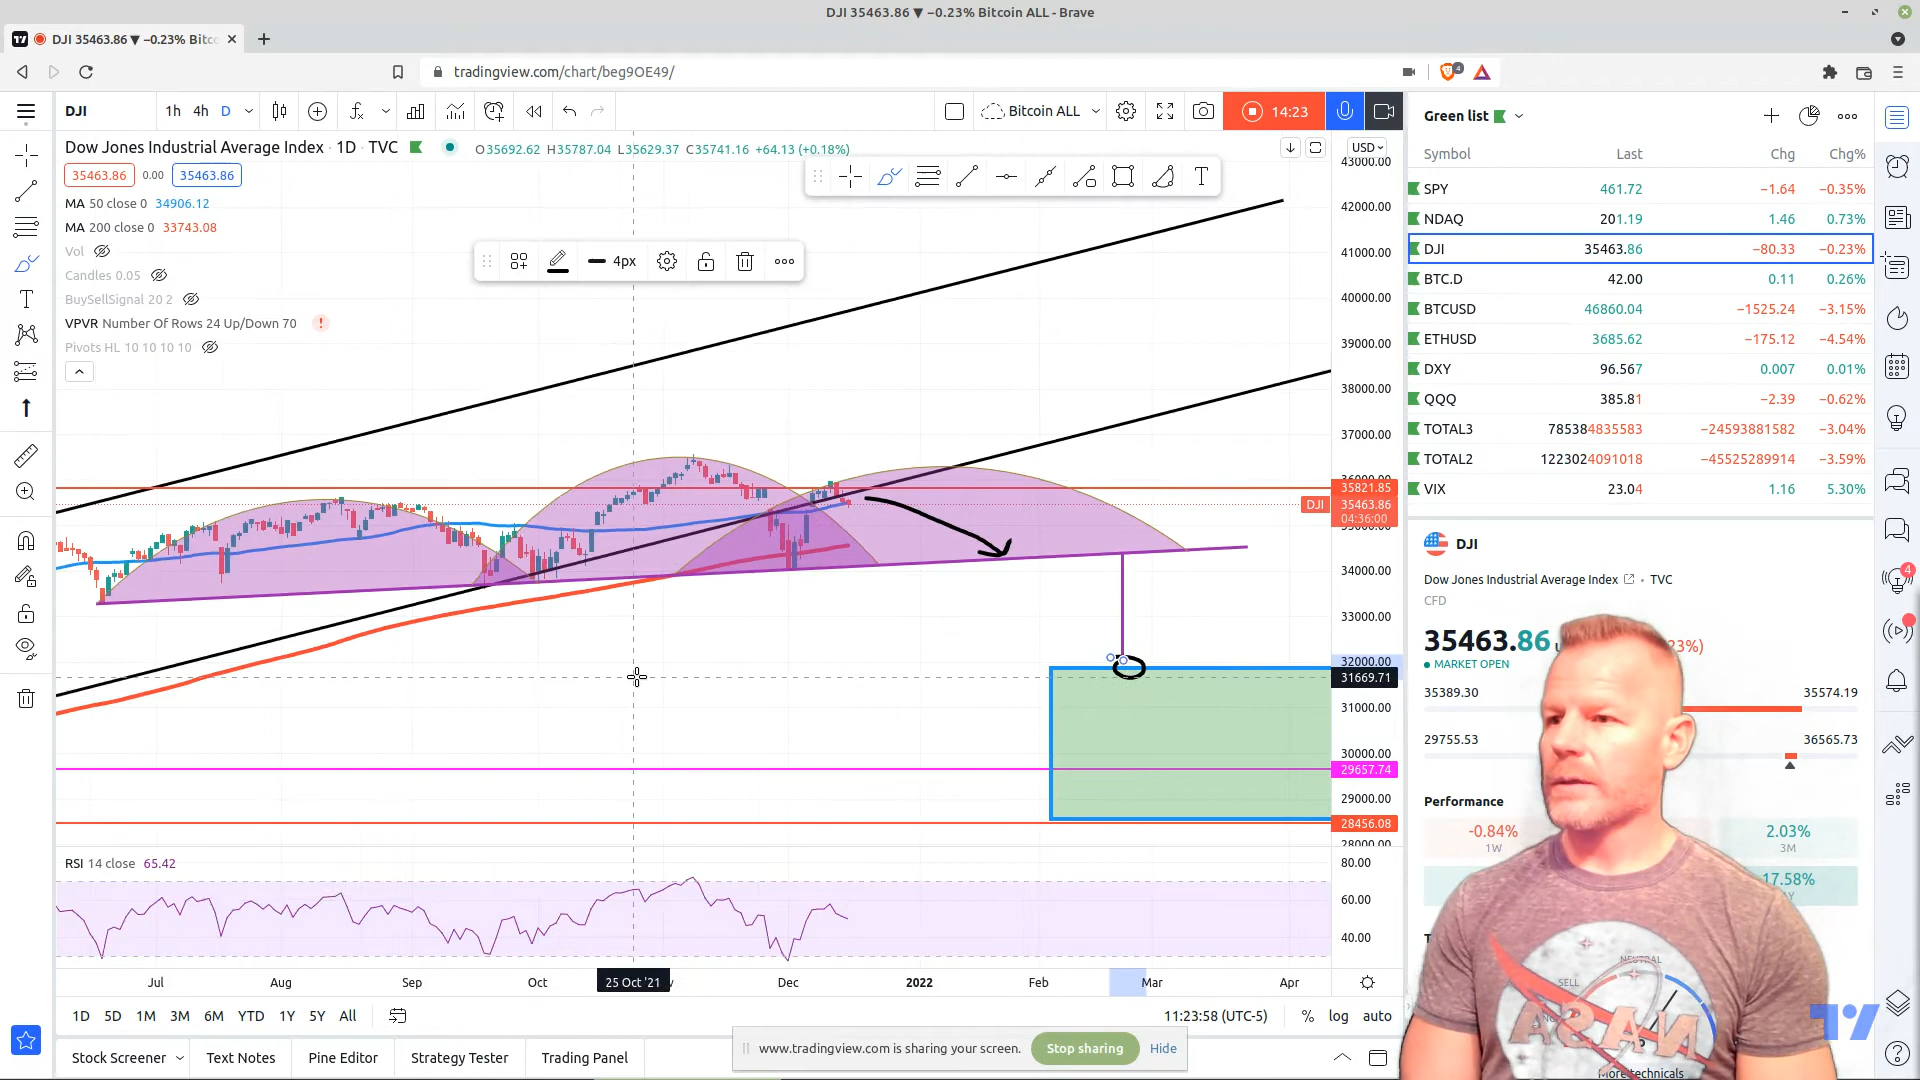 DJI 35463.86 ▼ −0.23% Bitcoin ALL - Brave
DJI 35463.86 ▼ −0.23% Bitc
tradingview.com/chart/beg9OE49/
4
DJI
1h 4h D
Bitcoin ALL
14:23
Dow Jones Industrial Average Index · 1D · TVC
O35692.62 H35787.04 L35629.37 C35741.16 +64.13 (+0.18%)
35463.86 0.00 35463.86
MA 50 close 0 34906.12
MA 200 close 0 33743.08
Vol
Candles 0.05
BuySellSignal 20 2
VPVR Number Of Rows 24 Up/Down 70 !
Pivots HL 10 10 10 10
4px
T
T
USD
43000.00
42000.00
41000.00
40000.00
39000.00
38000.00
37000.00
35821.85
DJI 35463.86
04:36:00
34000.00
33000.00
32000.00
31669.71
31000.00
30000.00
29657.74
29000.00
28456.08
28000.00
RSI 14 close 65.42
80.00
60.00
40.00
Jul Aug Sep Oct 25 Oct '21 Dec 2022 Feb Mar Apr
1D 5D 1M 3M 6M YTD 1Y 5Y All
11:23:58 (UTC-5) % log auto
Stock Screener Text Notes Pine Editor Strategy Tester Trading Panel
www.tradingview.com is sharing your screen. Stop sharing Hide
Green list
Symbol Last Chg Chg%
SPY 461.72 −1.64 −0.35%
NDAQ 201.19 1.46 0.73%
DJI 35463.86 −80.33 −0.23%
BTC.D 42.00 0.11 0.26%
BTCUSD 46860.04 −1525.24 −3.15%
ETHUSD 3685.62 −175.12 −4.54%
DXY 96.567 0.007 0.01%
QQQ 385.81 −2.39 −0.62%
TOTAL3 785384835583 −24593881582 −3.04%
TOTAL2 1223024091018 −45525289914 −3.59%
VIX 23.04 1.16 5.30%
DJI
Dow Jones Industrial Average Index · TVC
CFD
35463.86
23%)
MARKET OPEN
35389.30 35574.19
29755.53 36565.73
Performance
-0.84%
1W
2.03%
3M
17.58%
NEUTRAL
SELL
More technicals
4